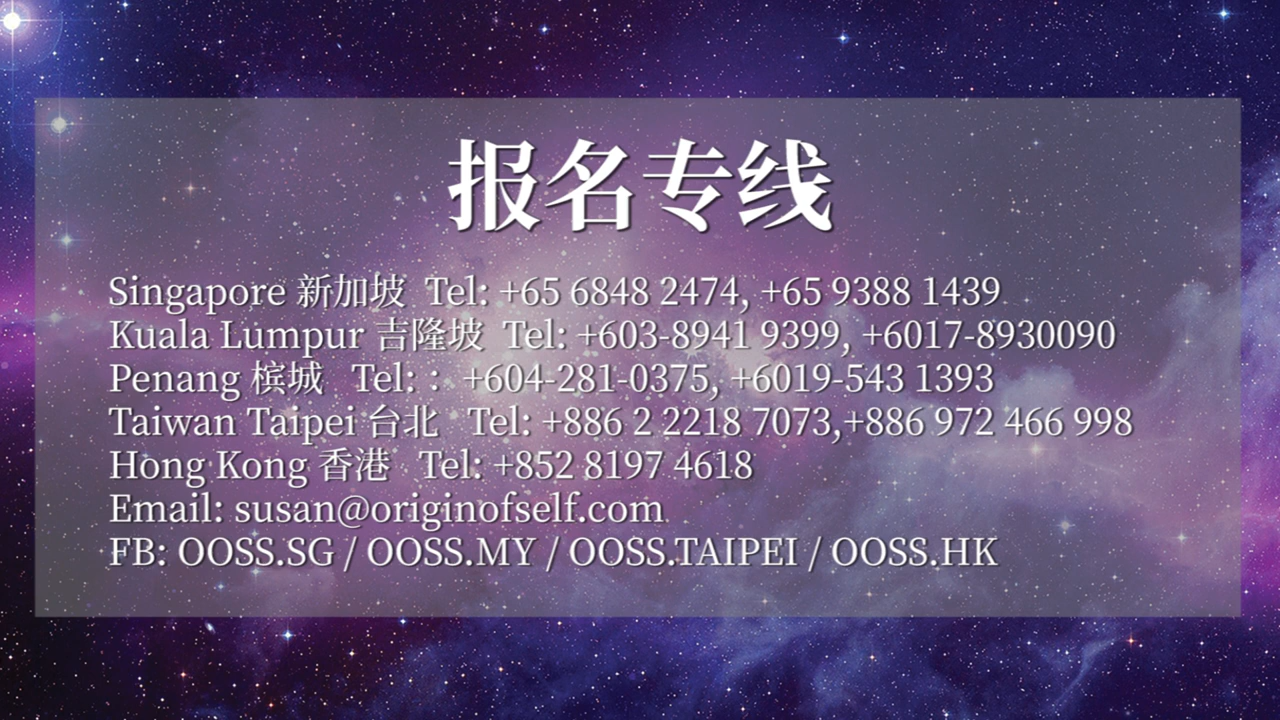 报名专线
Singapore 新加坡 Tel: +65 6848 2474, +65 9388 1439
Kuala Lumpur 吉隆坡 Tel: +603-8941 9399, +6017-8930090
Penang 槟城 Tel: : +604-281-0375, +6019-543 1393
Taiwan Taipei 台北 Tel: +886 2 2218 7073,+886 972 466 998
Hong Kong 香港 Tel: +852 8197 4618
Email: susan@originofself.com
FB: OOSS.SG / OOSS.MY / OOSS.TAIPEI / OOSS.HK